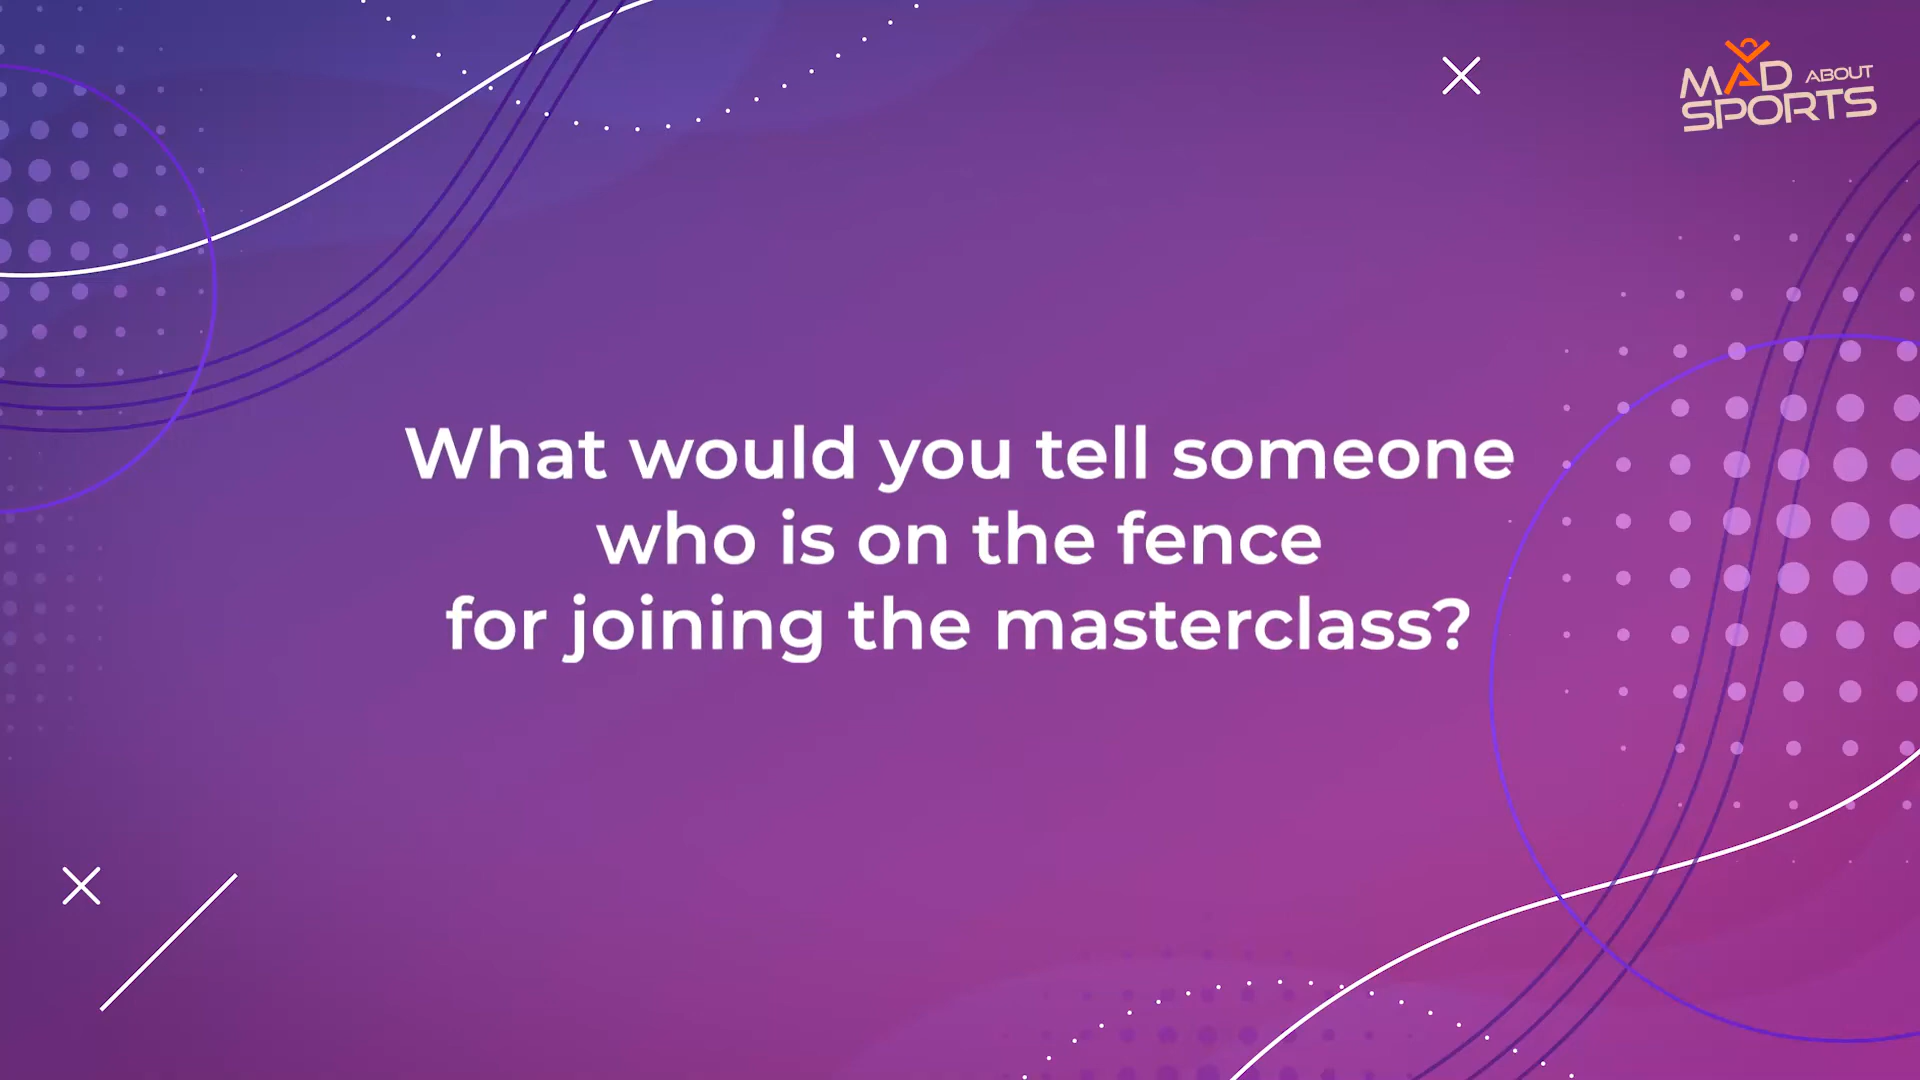 MAD ABOUT
SPORTS
What would you tell someone
who is on the fence
for joining the masterclass?